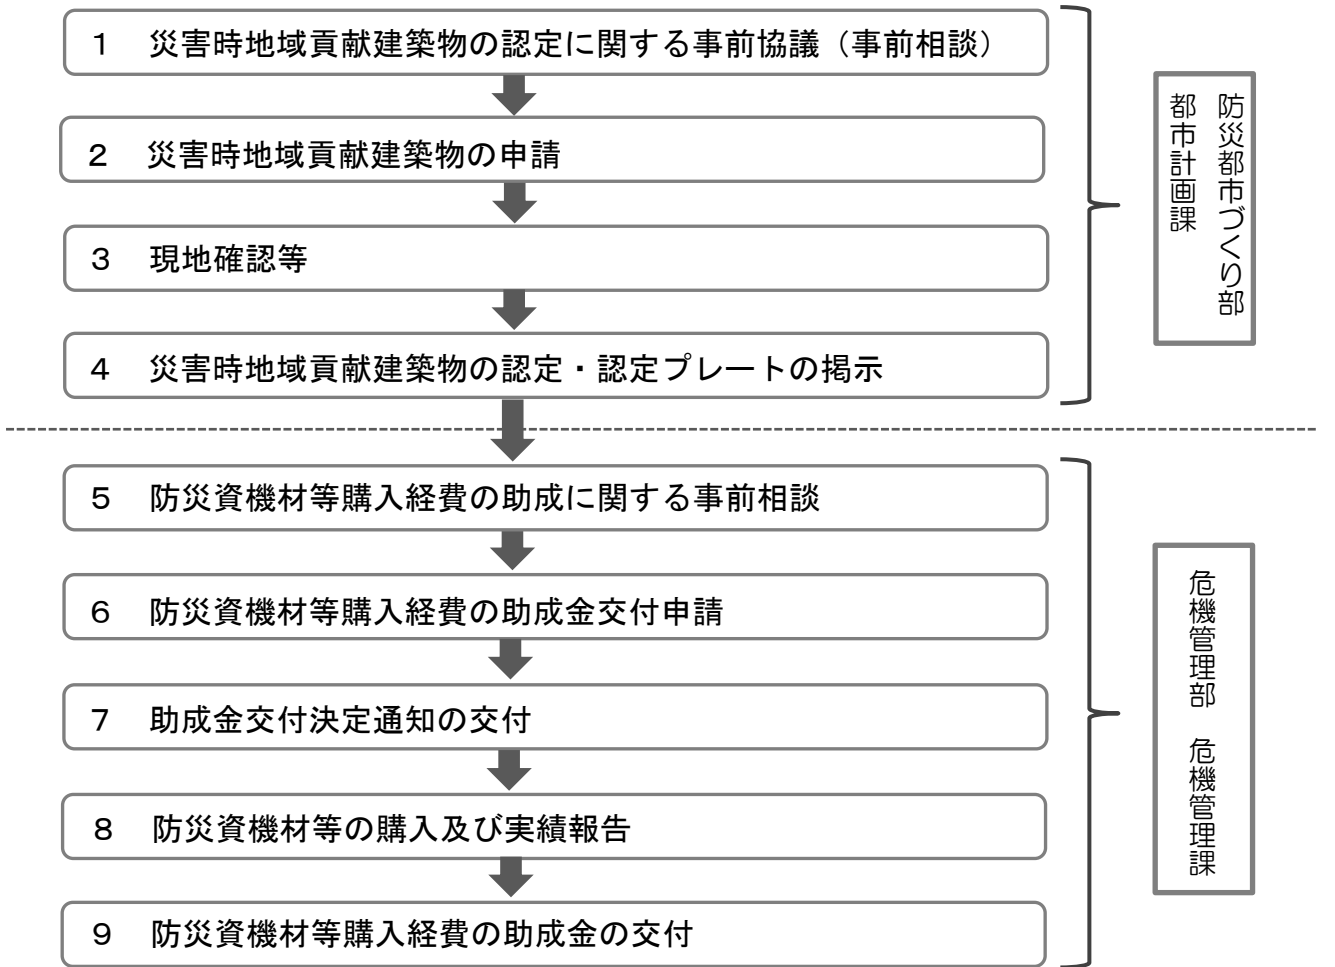 １　災害時地域貢献建築物の認定に関する事前協議（事前相談）
２　災害時地域貢献建築物の申請
３　現地確認等
４　災害時地域貢献建築物の認定・認定プレートの掲示
防災都市づくり部
都市計画課
５　防災資機材等購入経費の助成に関する事前相談
６　防災資機材等購入経費の助成金交付申請
７　助成金交付決定通知の交付
８　防災資機材等の購入及び実績報告
９　防災資機材等購入経費の助成金の交付
危機管理部　危機管理課